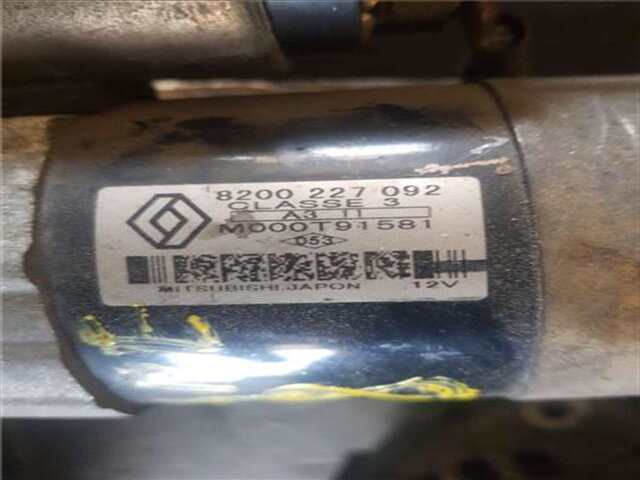 8200 227 092
CLASSE 3
A3 11
M000T91581
053
MITSUBISHI.JAPON 12V